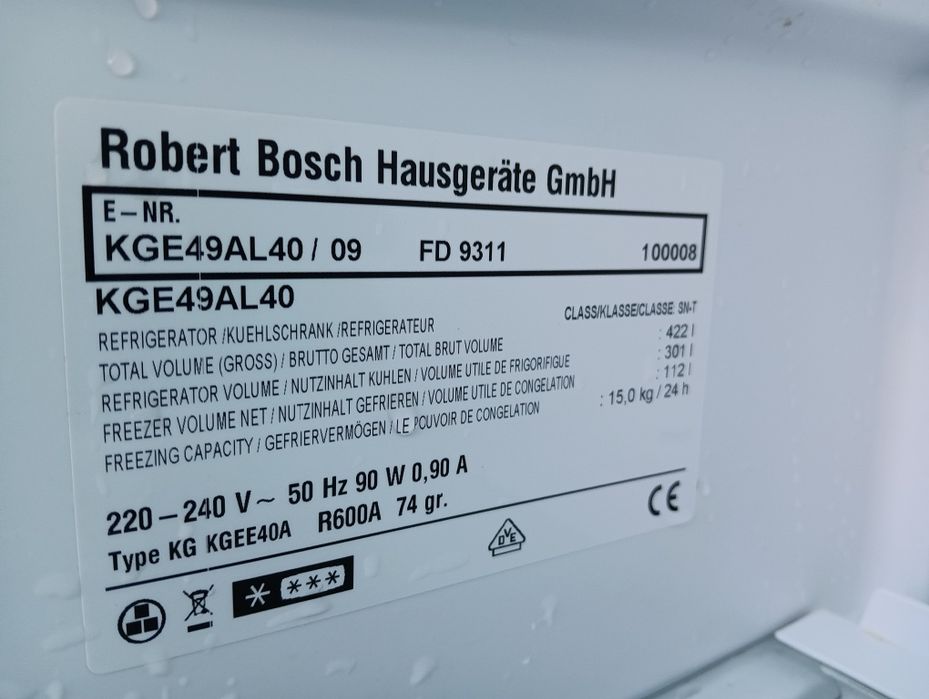 Robert Bosch Hausgeräte GmbH
E-NR.
KGE49AL40 / 09 FD 9311 100008
KGE49AL40
CLASS/KLASSE/CLASSE: SN-T
REFRIGERATOR /KUEHLSCHRANK /REFRIGERATEUR
TOTAL VOLUME (GROSS) / BRUTTO GESAMT / TOTAL BRUT VOLUME : 422 l
REFRIGERATOR VOLUME / NUTZINHALT KUHLEN / VOLUME UTILE DE FRIGORIFIGUE : 301 l
FREEZER VOLUME NET / NUTZINHALT GEFRIEREN / VOLUME UTILE DE CONGELATION : 112 l
FREEZING CAPACITY / GEFRIERVERMÖGEN / LE POUVOIR DE CONGELATION : 15,0 kg / 24 h
220 – 240 V ~ 50 Hz 90 W 0,90 A
Type KG KGEE40A R600A 74 gr.
CE
DVE